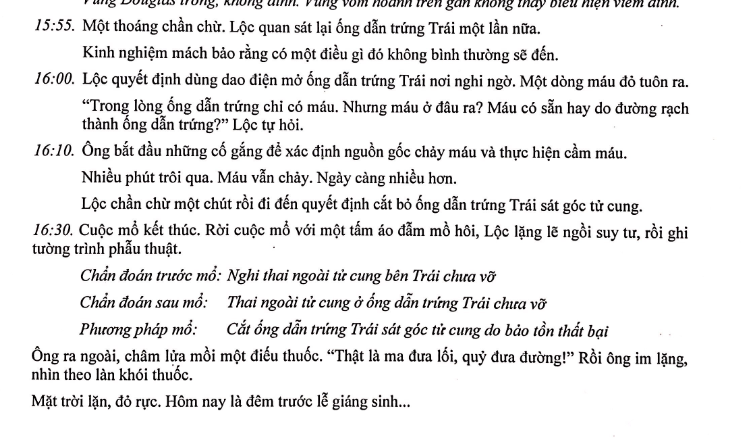 Túng Douglas trống, không dính. Vùng vòm hoành trên gan không thấy biểu hiện viêm dính.
15:55. Một thoáng chần chừ. Lộc quan sát lại ống dẫn trứng Trái một lần nữa.
Kinh nghiệm mách bảo rằng có một điều gì đó không bình thường sẽ đến.
16:00. Lộc quyết định dùng dao điện mở ống dẫn trứng Trái nơi nghi ngờ. Một dòng máu đỏ tuôn ra.
“Trong lòng ống dẫn trứng chỉ có máu. Nhưng máu ở đâu ra? Máu có sẵn hay do đường rạch
thành ống dẫn trứng?” Lộc tự hỏi.
16:10. Ông bắt đầu những cố gắng để xác định nguồn gốc chảy máu và thực hiện cầm máu.
Nhiều phút trôi qua. Máu vẫn chảy. Ngày càng nhiều hơn.
Lộc chần chừ một chút rồi đi đến quyết định cắt bỏ ống dẫn trứng Trái sát góc tử cung.
16:30. Cuộc mổ kết thúc. Rời cuộc mổ với một tấm áo đẫm mồ hôi, Lộc lặng lẽ ngồi suy tư, rồi ghi
tường trình phẫu thuật.
Chẩn đoán trước mổ: Nghi thai ngoài tử cung bên Trái chưa vỡ
Chẩn đoán sau mổ: Thai ngoài tử cung ở ống dẫn trứng Trái chưa vỡ
Phương pháp mổ: Cắt ống dẫn trứng Trái sát góc tử cung do bảo tồn thất bại
Ông ra ngoài, châm lửa mồi một điếu thuốc. “Thật là ma đưa lối, quỷ đưa đường!” Rồi ông im lặng,
nhìn theo làn khói thuốc.
Mặt trời lặn, đỏ rực. Hôm nay là đêm trước lễ giáng sinh...